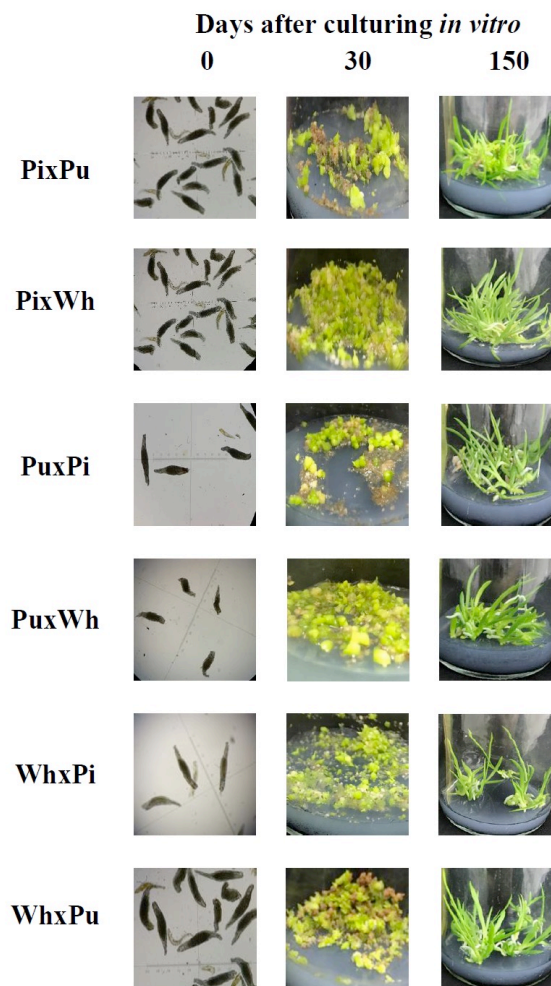 Days after culturing in vitro
0 30 150
PixPu
PixWh
PuxPi
PuxWh
WhxPi
WhxPu